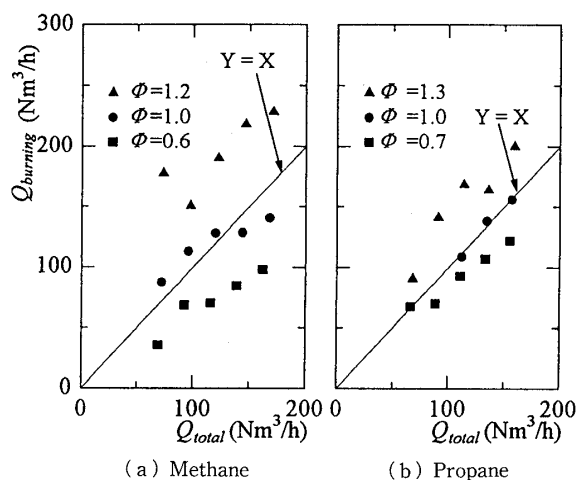 300
200
100
0
Q_burning (Nm³/h)
Y = X
▲ Φ=1.2
● Φ=1.0
■ Φ=0.6
0 100 200
Q_total (Nm³/h)
(a) Methane
Y = X
▲ Φ=1.3
● Φ=1.0
■ Φ=0.7
0 100 200
Q_total (Nm³/h)
(b) Propane